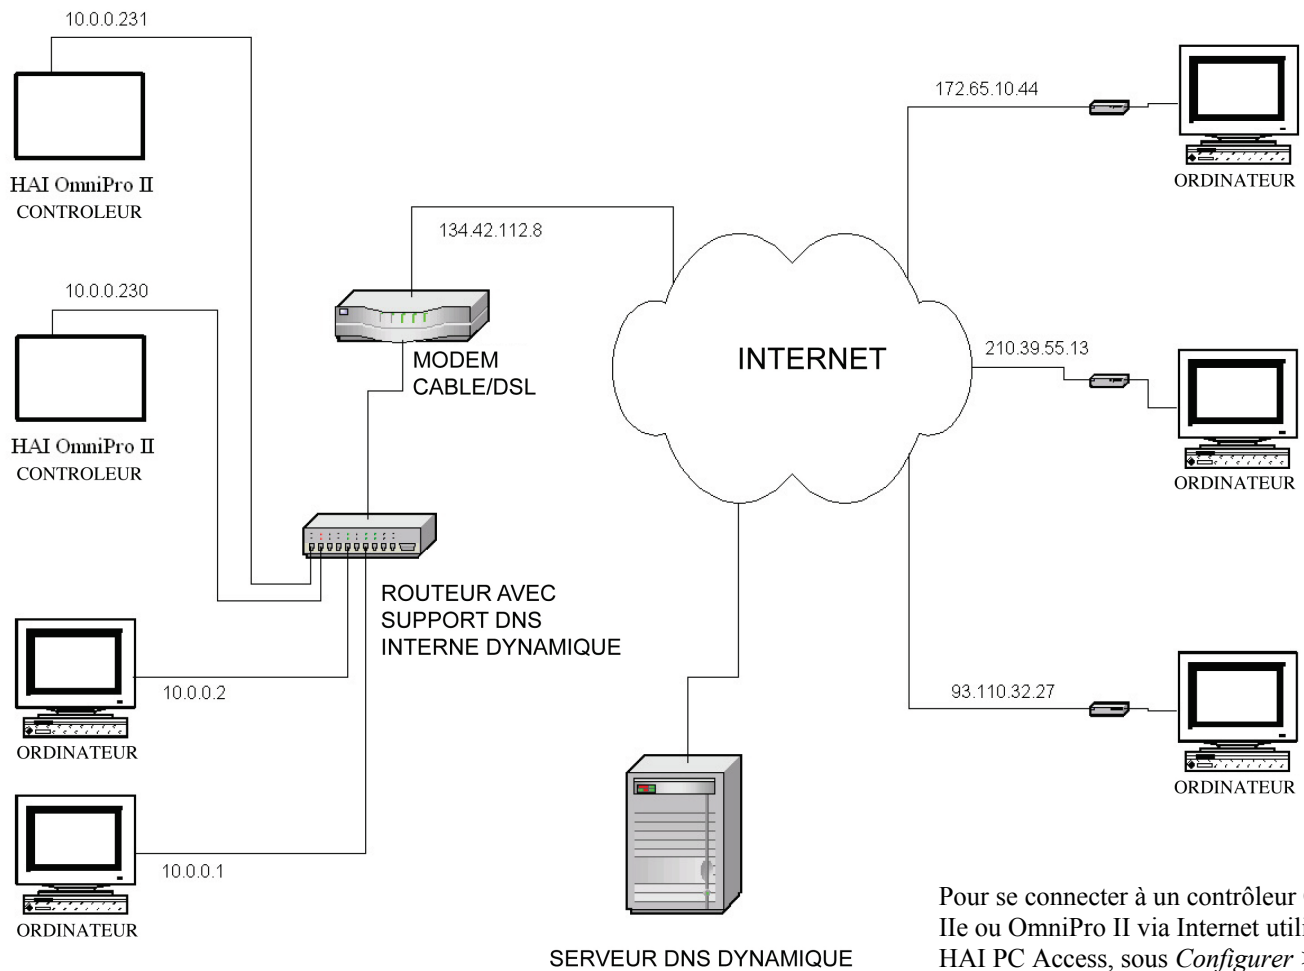 10.0.0.231
HAI OmniPro II
CONTROLEUR
10.0.0.230
HAI OmniPro II
CONTROLEUR
134.42.112.8
MODEM
CABLE/DSL
ROUTEUR AVEC
SUPPORT DNS
INTERNE DYNAMIQUE
10.0.0.2
ORDINATEUR
10.0.0.1
ORDINATEUR
INTERNET
SERVEUR DNS DYNAMIQUE
172.65.10.44
ORDINATEUR
210.39.55.13
ORDINATEUR
93.110.32.27
ORDINATEUR
Pour se connecter à un contrôleur
IIe ou OmniPro II via Internet
HAI PC Access, sous Configurer